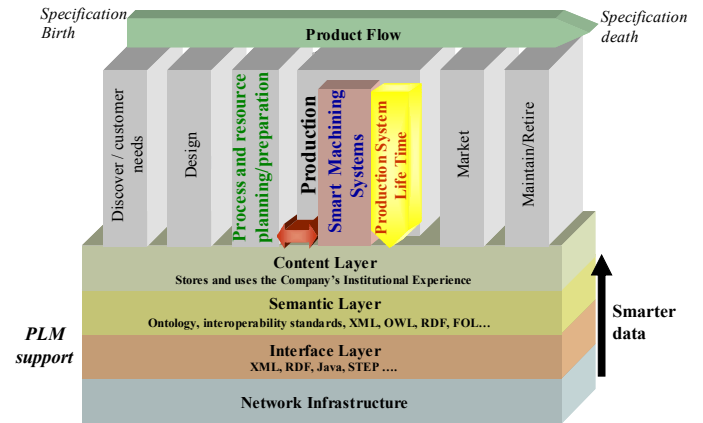 Specification
Birth
Product Flow
Specification
death
Discover / customer
needs
Design
Process and resource
planning/preparation
Production
Smart Machining
Systems
Production System
Life Time
Market
Maintain/Retire
Content Layer
Stores and uses the Company's Institutional Experience
Semantic Layer
Ontology, interoperability standards, XML, OWL, RDF, FOL…
Interface Layer
XML, RDF, Java, STEP ….
Network Infrastructure
PLM
support
Smarter
data